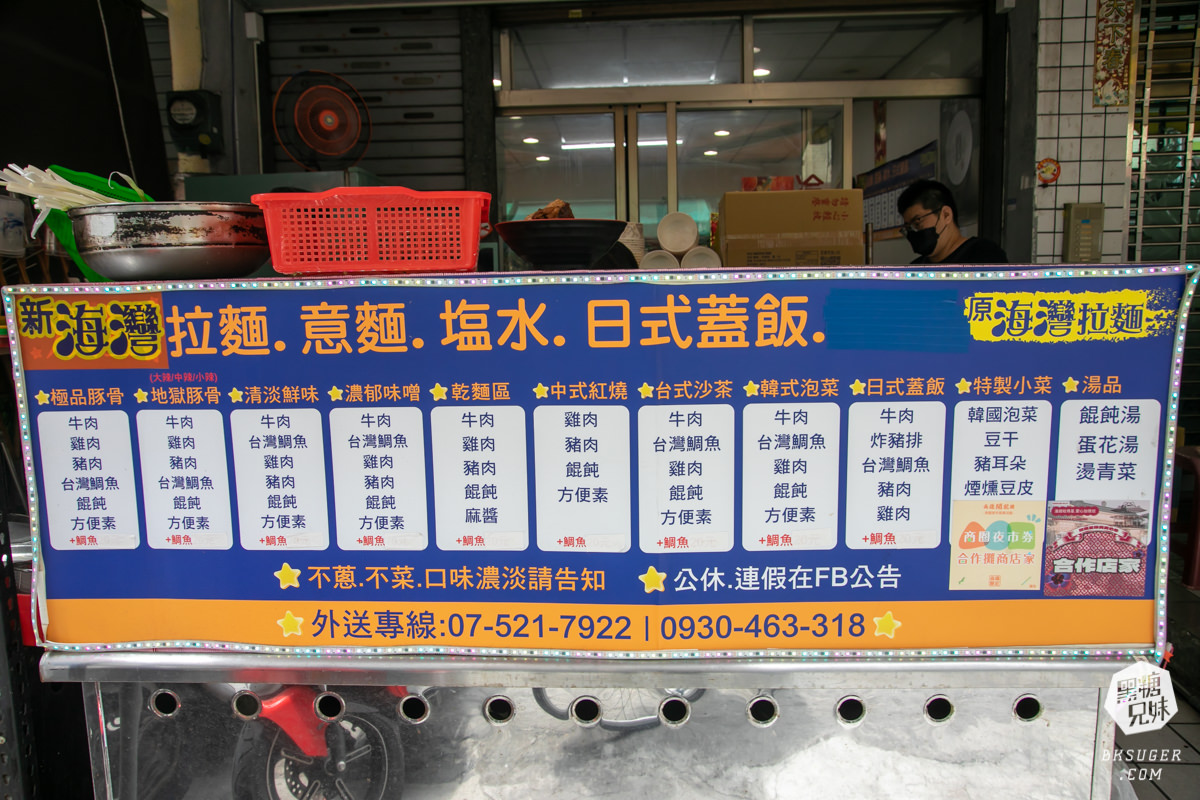 新海灣
拉麵.意麵.塩水.日式蓋飯.
原海灣拉麵
極品豚骨
牛肉
雞肉
豬肉
台灣鯛魚
餛飩
方便素
+鯛魚
(大辣/中辣/小辣)
地獄豚骨
牛肉
雞肉
豬肉
台灣鯛魚
餛飩
方便素
+鯛魚
清淡鮮味
牛肉
台灣鯛魚
雞肉
豬肉
餛飩
方便素
+鯛魚
濃郁味噌
牛肉
台灣鯛魚
雞肉
豬肉
餛飩
方便素
+鯛魚
乾麵區
牛肉
雞肉
豬肉
餛飩
麻醬
+鯛魚
中式紅燒
雞肉
豬肉
餛飩
方便素
+鯛魚
台式沙茶
牛肉
台灣鯛魚
雞肉
餛飩
方便素
+鯛魚
韓式泡菜
牛肉
台灣鯛魚
雞肉
餛飩
方便素
+鯛魚
日式蓋飯
牛肉
炸豬排
台灣鯛魚
豬肉
雞肉
+鯛魚
特製小菜
韓國泡菜
豆干
豬耳朵
煙燻豆皮
湯品
餛飩湯
蛋花湯
燙青菜
商圈夜市券
合作攤商店家
合作店家
不蔥.不菜.口味濃淡請告知
公休.連假在FB公告
外送專線:07-521-7922 | 0930-463-318
黑糖
兄妹
BKSUGER
.COM